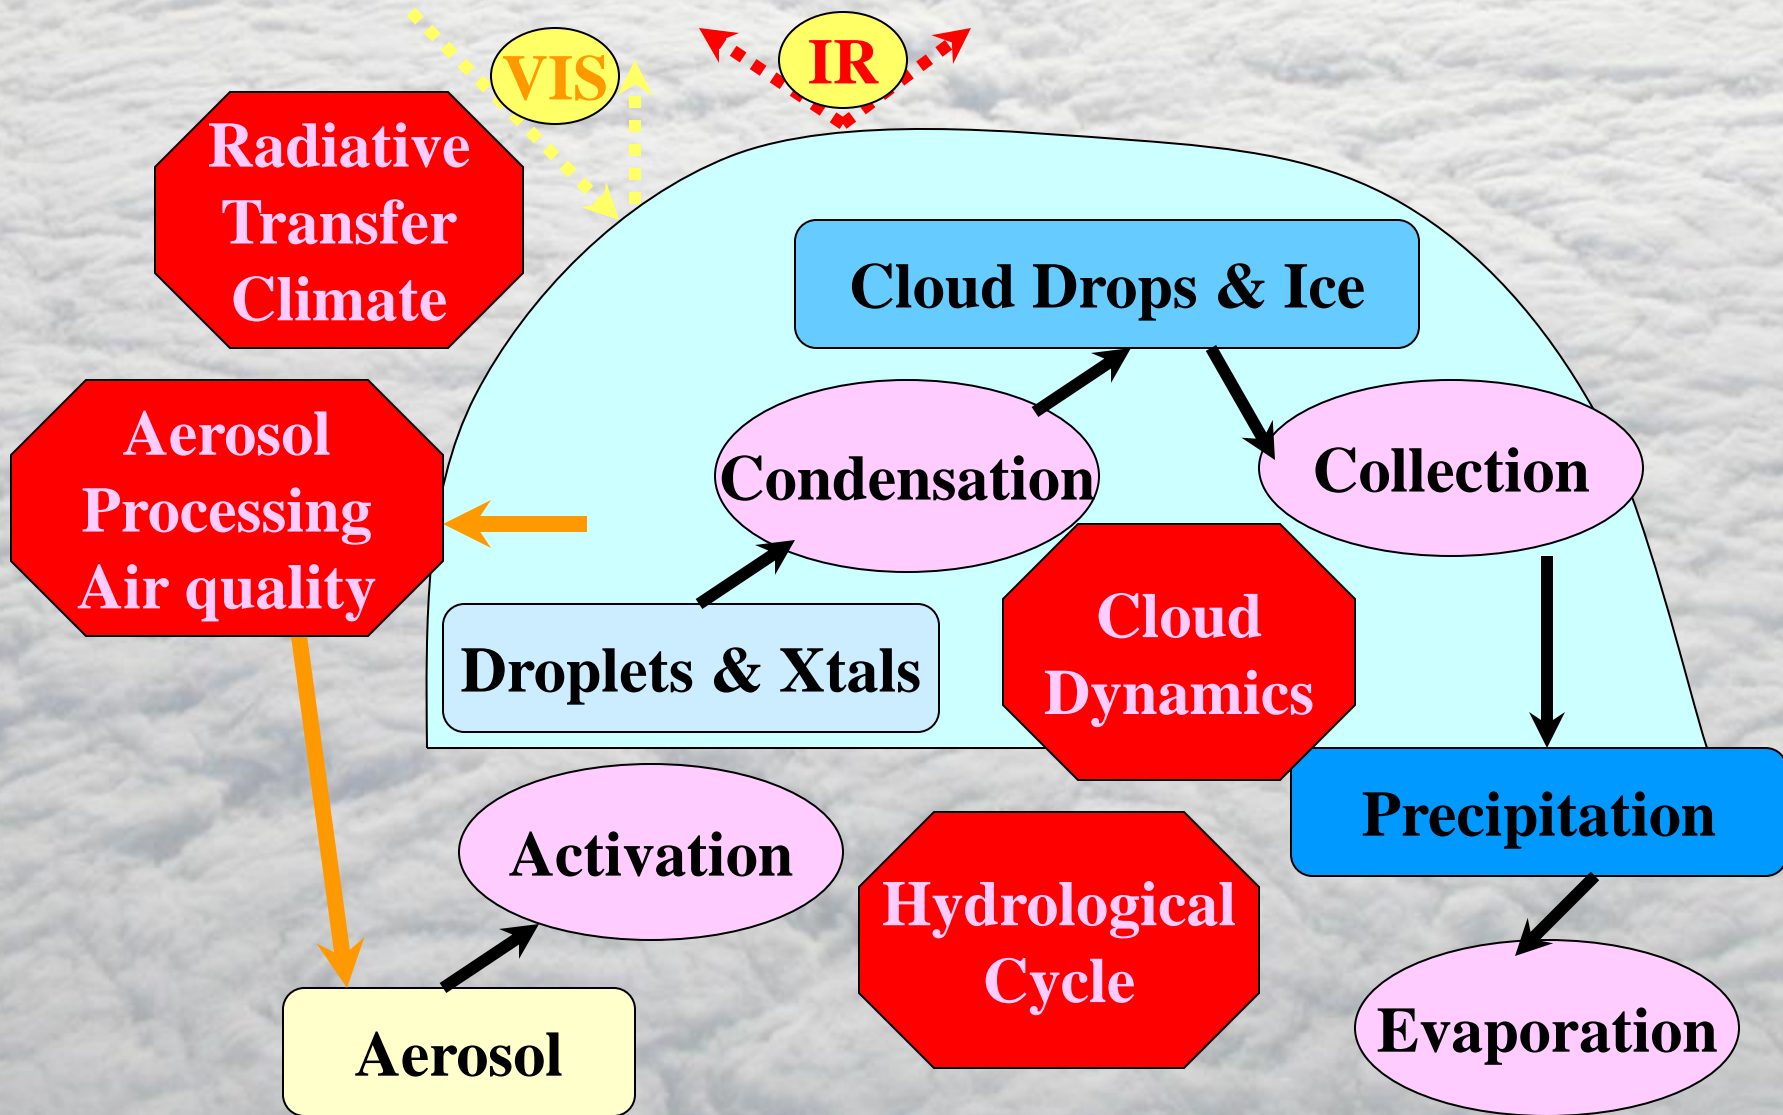 VIS
IR
Radiative
Transfer
Climate
Cloud Drops & Ice
Aerosol
Processing
Air quality
Condensation
Collection
Droplets & Xtals
Cloud
Dynamics
Precipitation
Activation
Hydrological
Cycle
Aerosol
Evaporation